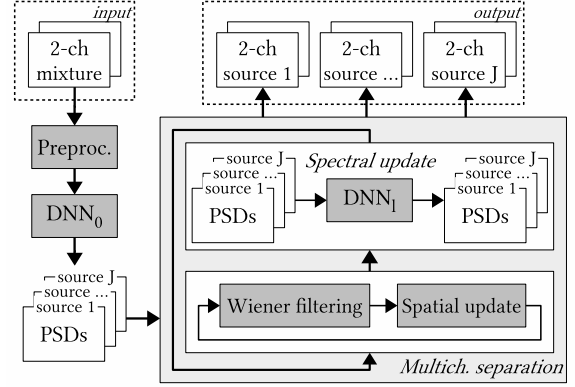 input
2-ch
mixture
output
2-ch
source 1
2-ch
source ...
2-ch
source J
Preproc.
DNN0
source J
source ...
source 1
PSDs
Spectral update
source J
source ...
source 1
PSDs
DNNl
source J
source ...
source 1
PSDs
Wiener filtering
Spatial update
Multich. separation